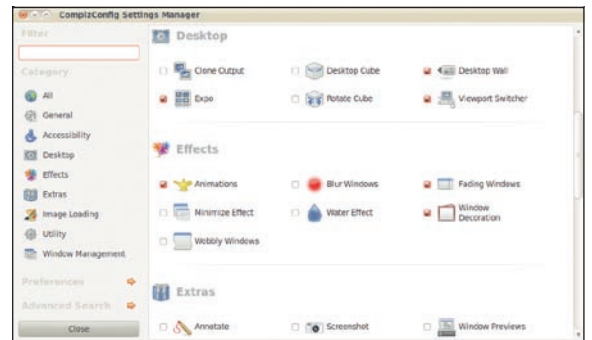 CompizConfig Settings Manager
Filter
Category
All
General
Accessibility
Desktop
Effects
Extras
Image Loading
Utility
Window Management
Preferences
Advanced Search
Close
Desktop
Clone Output
Desktop Cube
Desktop Wall
Expo
Rotate Cube
Viewport Switcher
Effects
Animations
Blur Windows
Fading Windows
Minimize Effect
Water Effect
Window
Decoration
Wobbly Windows
Extras
Annotate
Screenshot
Window Previews